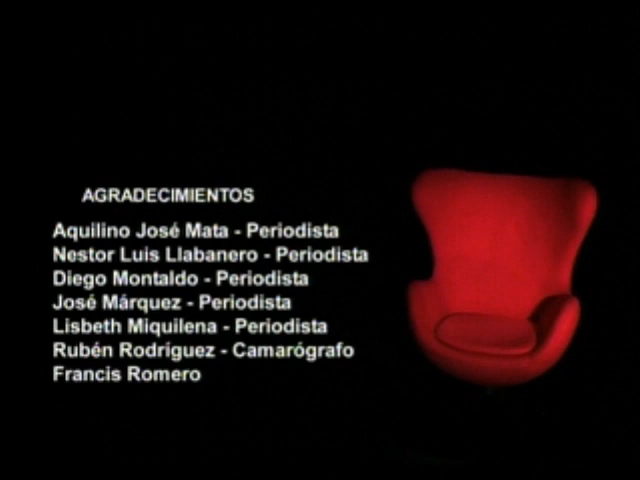 AGRADECIMIENTOS
Aquilino José Mata - Periodista
Nestor Luis Llabanero - Periodista
Diego Montaldo - Periodista
José Márquez - Periodista
Lisbeth Miquilena - Periodista
Rubén Rodríguez - Camarógrafo
Francis Romero